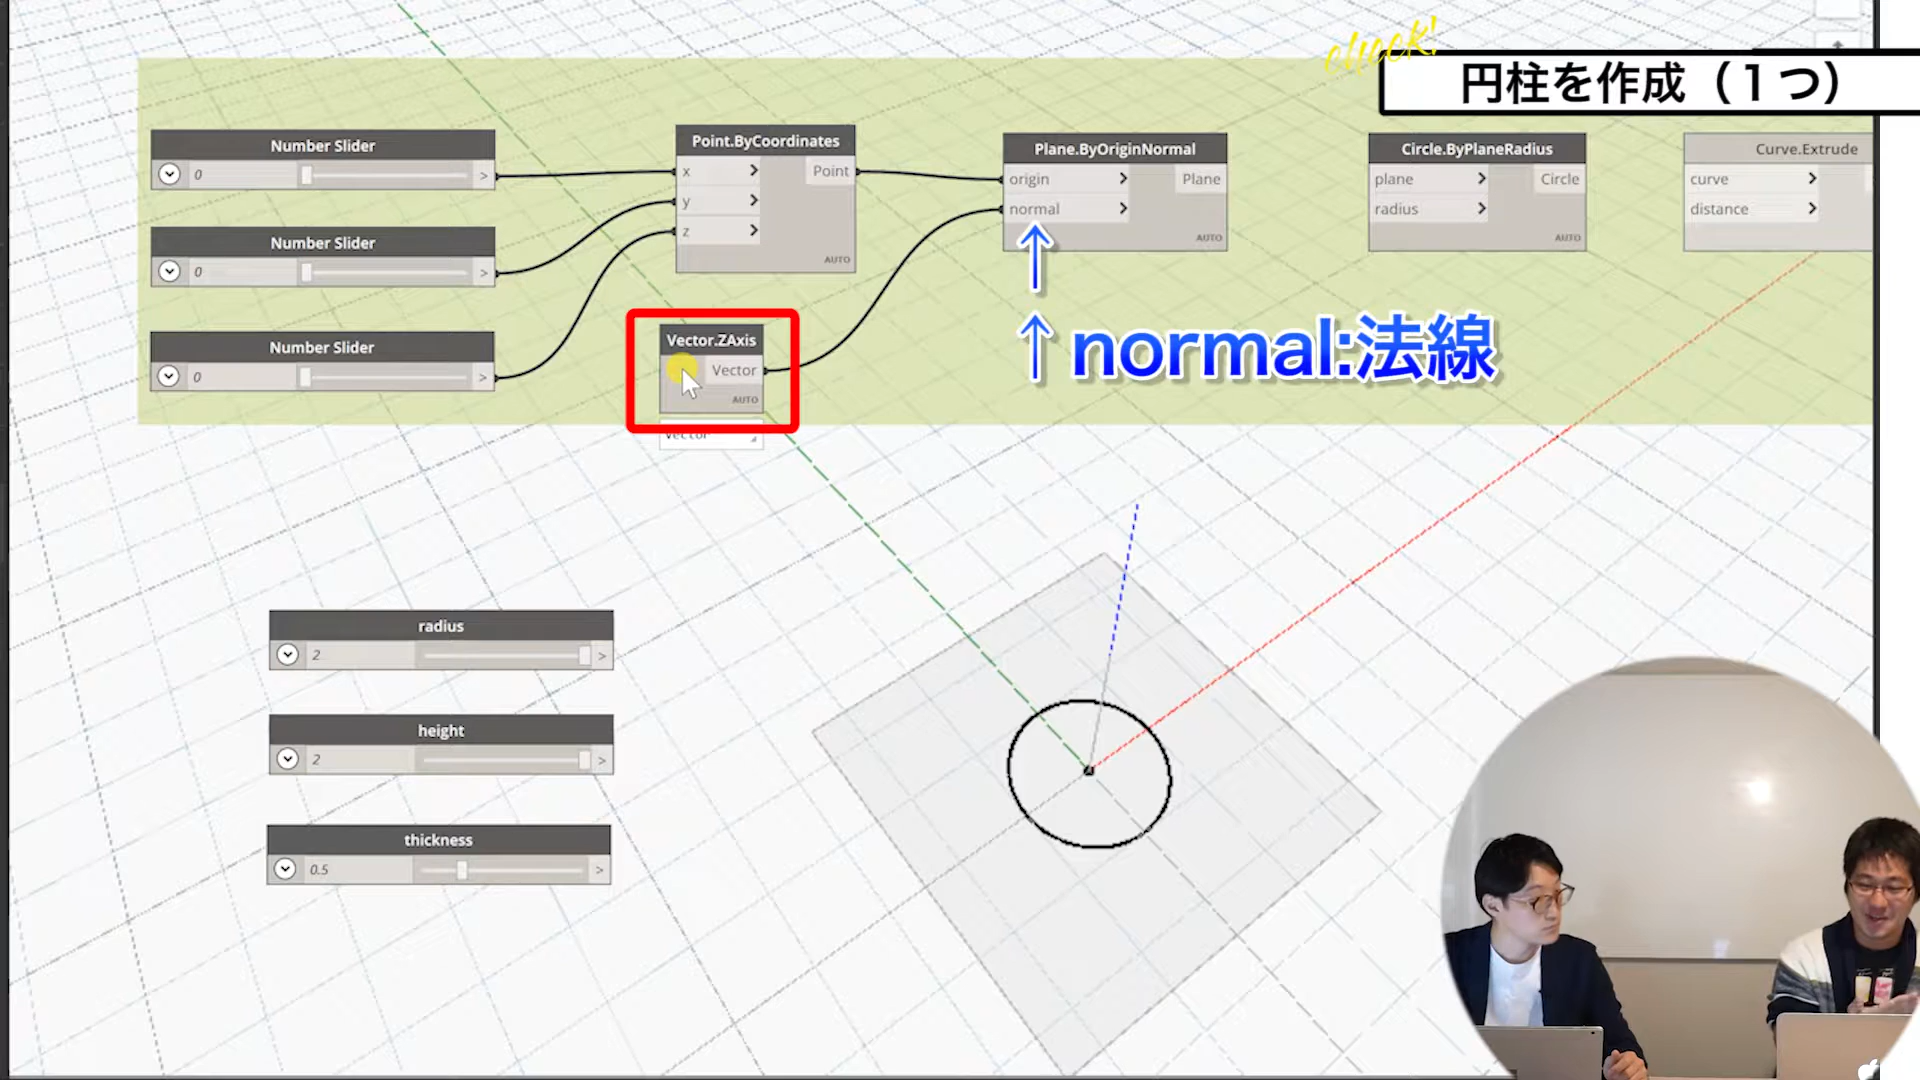 check!
円柱を作成（１つ）
Number Slider
0
>
Number Slider
0
>
Number Slider
0
>
Point.ByCoordinates
x > Point
y >
z >
AUTO
Vector.ZAxis
Vector
AUTO
Vector
Plane.ByOriginNormal
origin > Plane
normal >
AUTO
Circle.ByPlaneRadius
plane > Circle
radius >
AUTO
Curve.Extrude
curve >
distance >
↑
↑normal:法線
radius
2
>
height
2
>
thickness
0.5
>